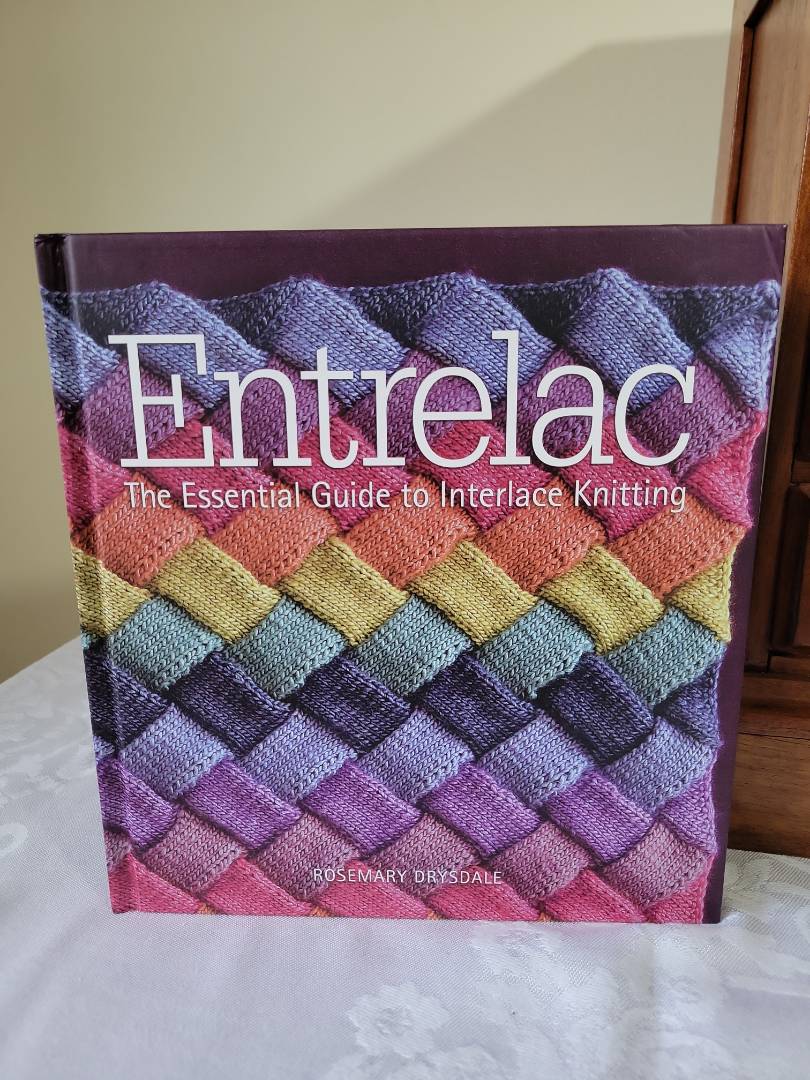 Entrelac
The Essential Guide to Interlace Knitting
ROSEMARY DRYSDALE